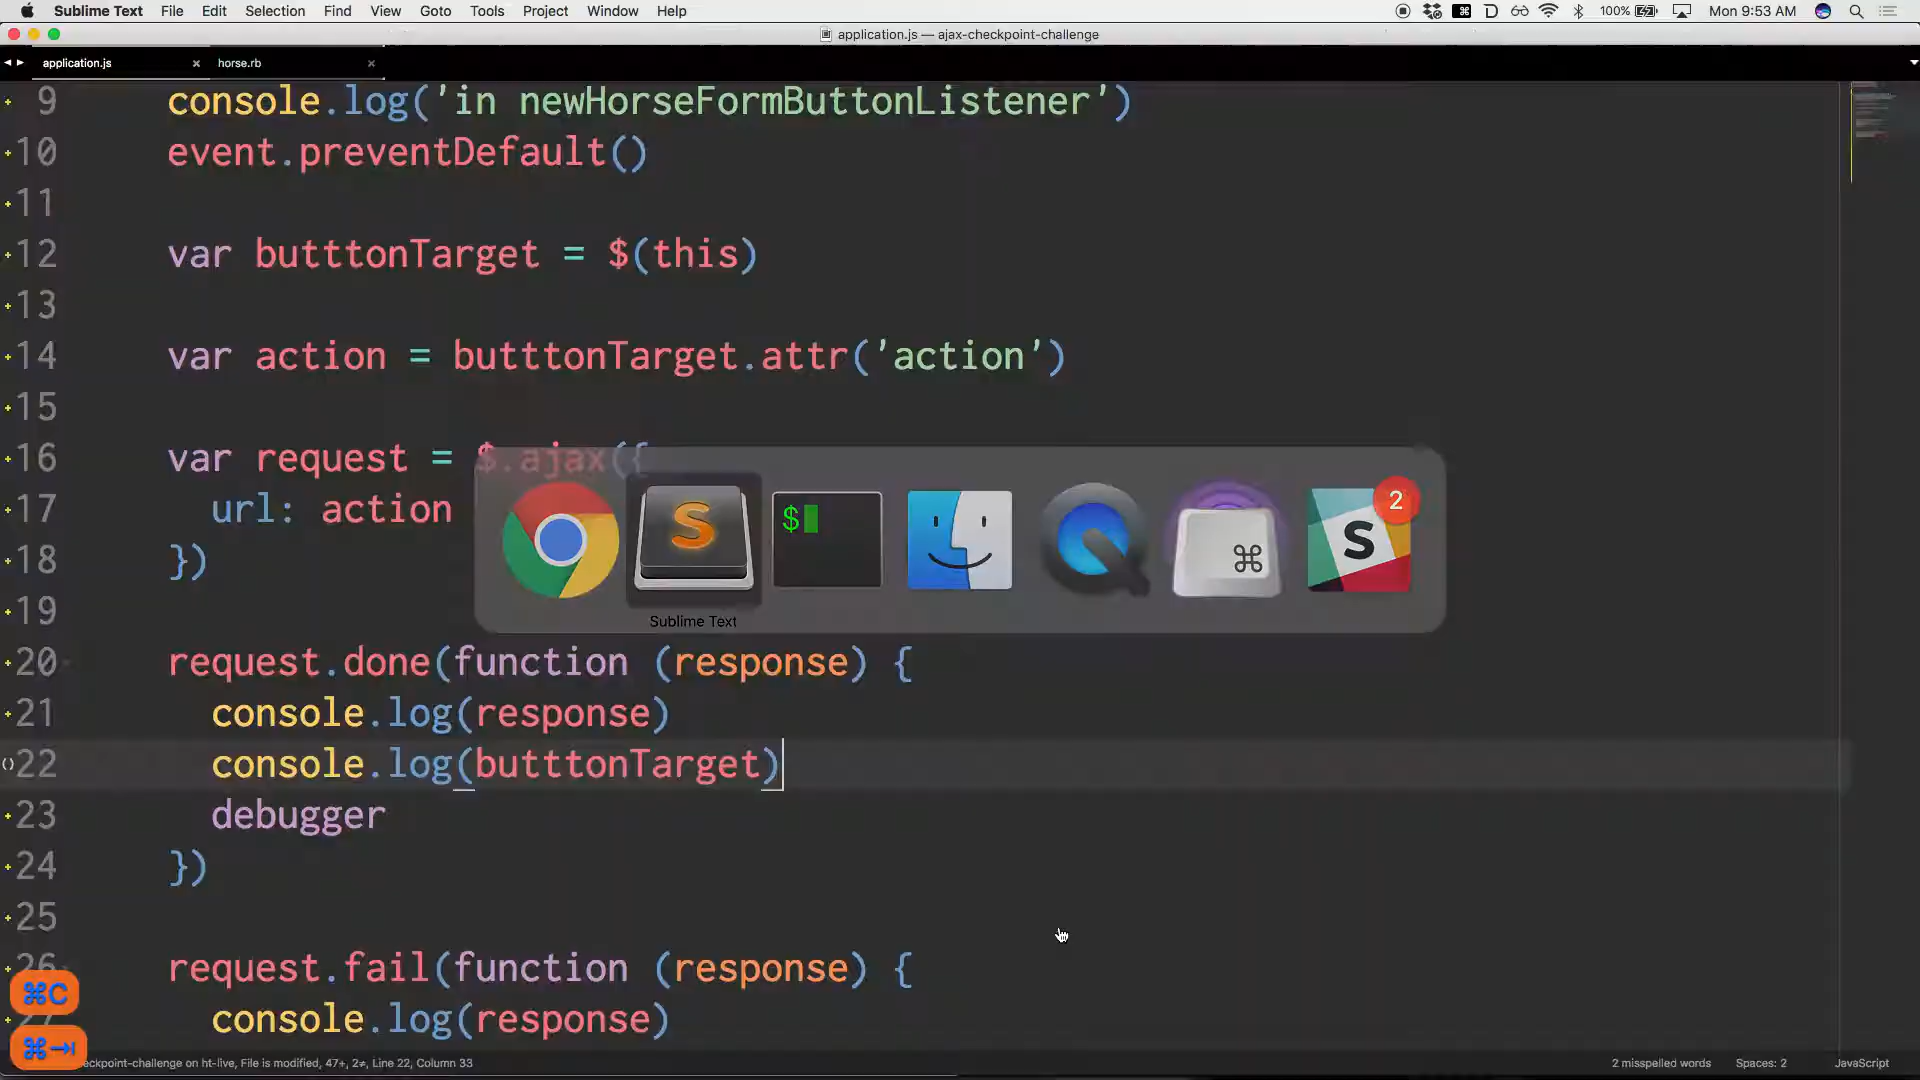 Sublime Text File Edit Selection Find View Goto Tools Project Window Help 100% Mon 9:53 AM
application.js — ajax-checkpoint-challenge
application.js horse.rb
9 console.log('in newHorseFormButtonListener')
10 event.preventDefault()
11
12 var butttonTarget = $(this)
13
14 var action = butttonTarget.attr('action')
15
16 var request = $.ajax({
17 url: action
18 })
19
20 request.done(function (response) {
21 console.log(response)
22 console.log(butttonTarget)
23 debugger
24 })
25
26 request.fail(function (response) {
27 console.log(response)
$
S
⌘
S
2
Sublime Text
⌘C
⌘⇥
eckpoint-challenge on ht-live, File is modified, 47+, 2≠, Line 22, Column 33 2 misspelled words Spaces: 2 JavaScript